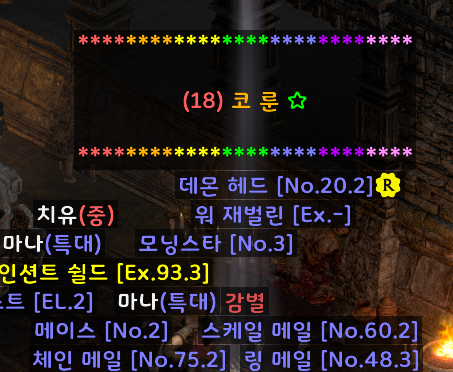 ****************************
(18) 코 룬 ☆
****************************
데몬 헤드 [No.20.2] R
치유(중) 워 재벌린 [Ex.-]
마나(특대) 모닝스타 [No.3]
인션트 쉴드 [Ex.93.3]
스트 [EL.2] 마나(특대) 감별
메이스 [No.2] 스케일 메일 [No.60.2]
체인 메일 [No.75.2] 링 메일 [No.48.3]